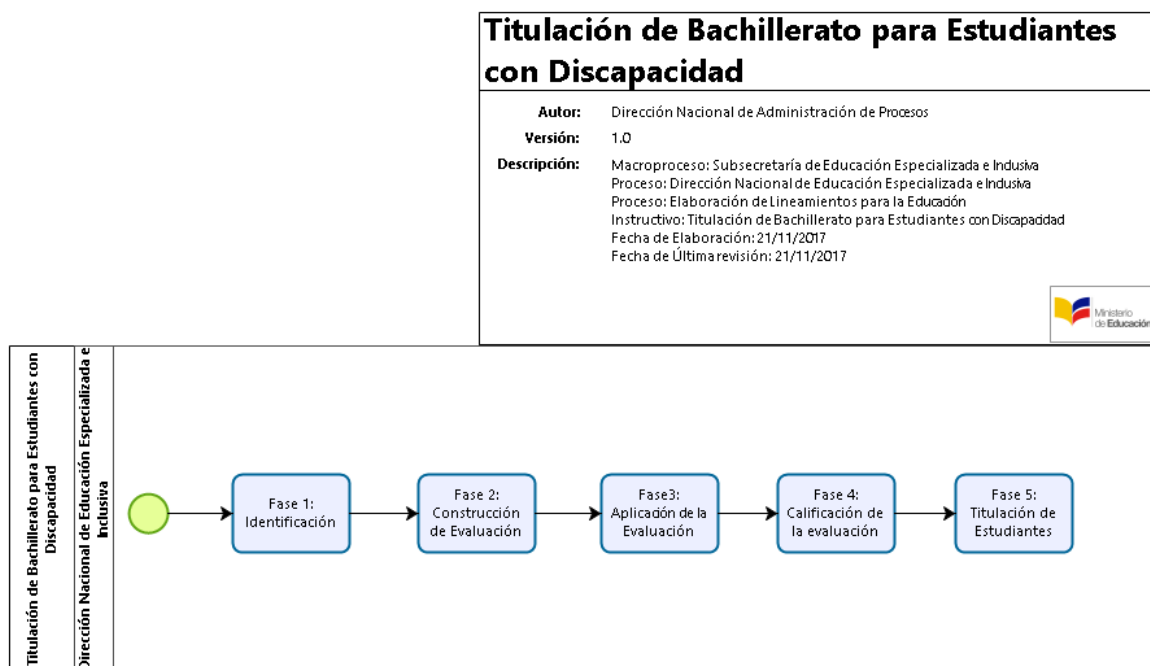 Titulación de Bachillerato para Estudiantes
con Discapacidad
Autor: Dirección Nacional de Administración de Procesos
Versión: 1.0
Descripción: Macroproceso: Subsecretaría de Educación Especializada e Inclusiva
Proceso: Dirección Nacional de Educación Especializada e Inclusiva
Proceso: Elaboración de Lineamientos para la Educación
Instructivo: Titulación de Bachillerato para Estudiantes con Discapacidad
Fecha de Elaboración: 21/11/2017
Fecha de Última revisión: 21/11/2017
Ministerio
de Educación
Titulación de Bachillerato para Estudiantes con
Discapacidad
Dirección Nacional de Educación Especializada e
Inclusiva
Fase 1:
Identificación
Fase 2:
Construcción
de Evaluación
Fase3:
Aplicación de la
Evaluación
Fase 4:
Calificación de
la evaluación
Fase 5:
Titulación de
Estudiantes